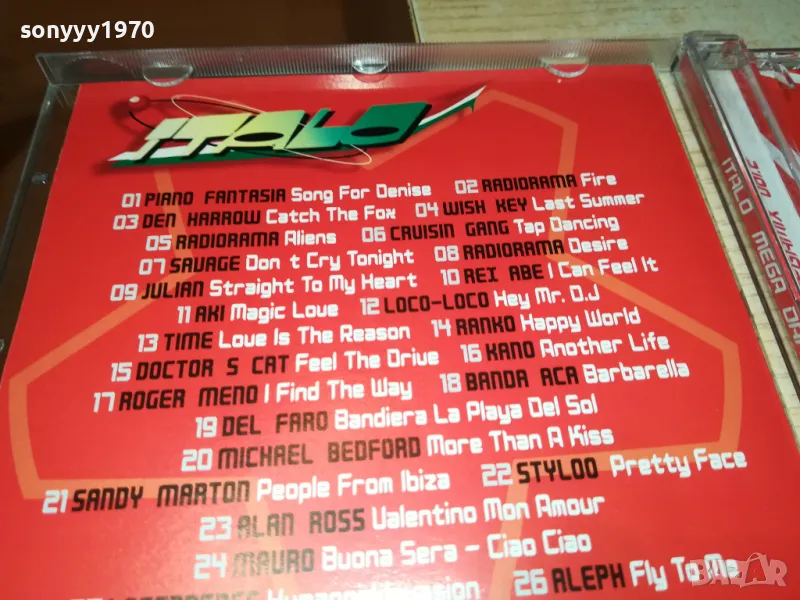 sonyyy1970
ITALO
01 PIANO FANTASIA Song For Denise 02 RADIORAMA Fire
03 DEN HARROW Catch The Fox 04 WISH KEY Last Summer
05 RADIORAMA Aliens 06 CRUISIN GANG Tap Dancing
07 SAVAGE Don t Cry Tonight 08 RADIORAMA Desire
09 JULIAN Straight To My Heart 10 REX ABE I Can Feel It
11 AKI Magic Love 12 LOCO-LOCO Hey Mr. D.J
13 TIME Love Is The Reason 14 RANKO Happy World
15 DOCTOR S CAT Feel The Drive 16 KANO Another Life
17 ROGER MENO I Find The Way 18 BANDA ACA Barbarella
19 DEL FARO Bandiera La Playa Del Sol
20 MICHAEL BEDFORD More Than A Kiss
21 SANDY MARTON People From Ibiza 22 STYLOO Pretty Face
23 ALAN ROSS Valentino Mon Amour
24 MAURO Buona Sera - Ciao Ciao
26 ALEPH Fly To Me
ITALO MEGA
БАЗАР